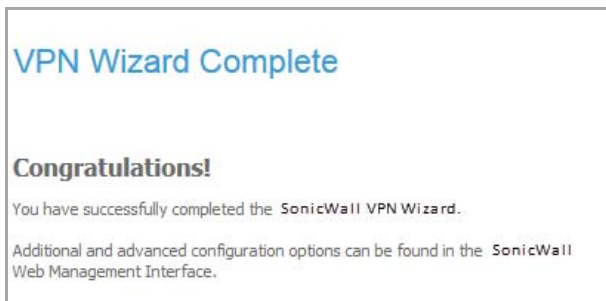 VPN Wizard Complete
Congratulations!
You have successfully completed the SonicWall VPN Wizard.
Additional and advanced configuration options can be found in the SonicWall
Web Management Interface.